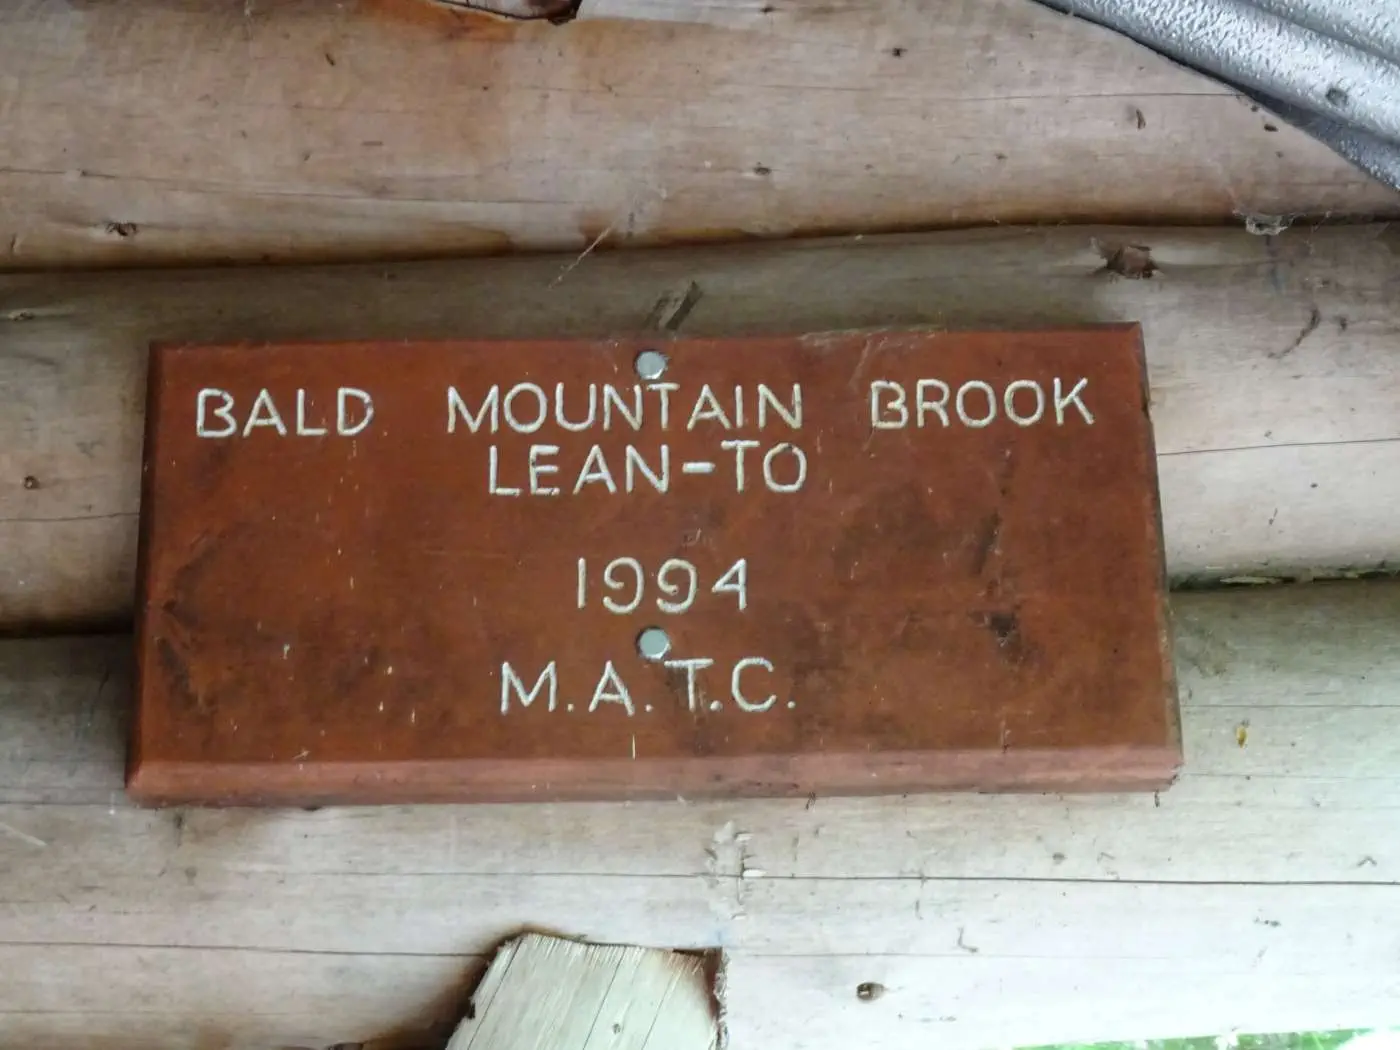 BALD MOUNTAIN BROOK
LEAN-TO
1994
M.A.T.C.